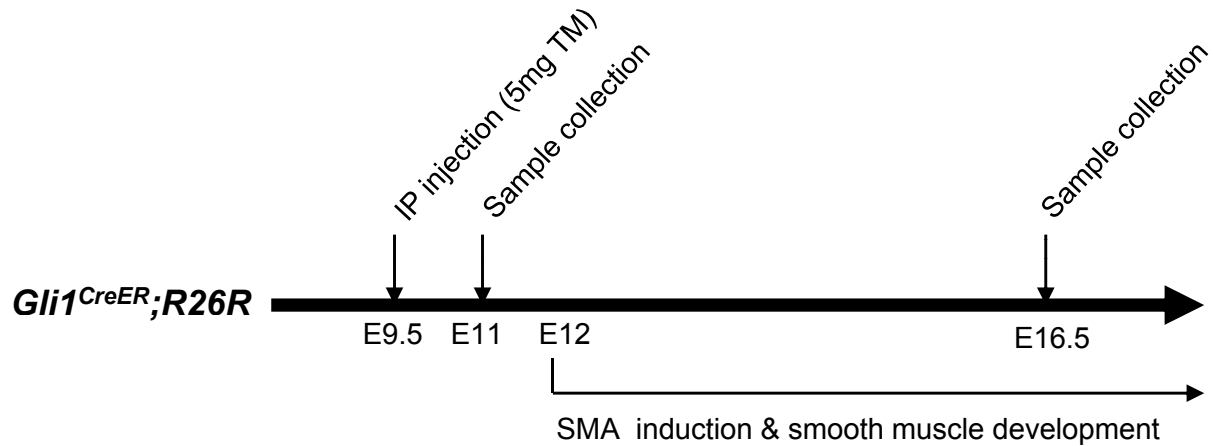 IP injection (5mg TM)
Sample collection
Sample collection
Gli1CreER;R26R
E9.5
E11
E12
E16.5
SMA induction & smooth muscle development